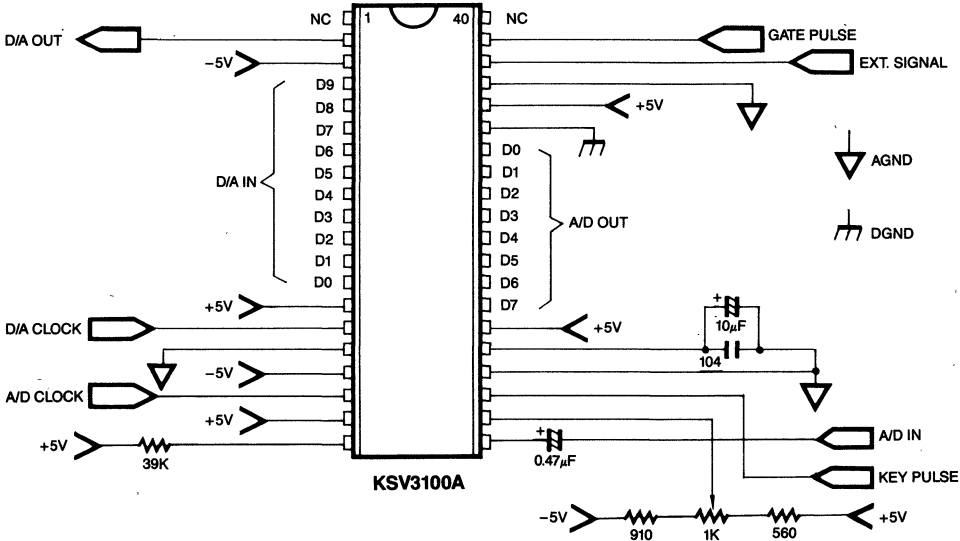 NC 1 40 NC
D/A OUT
GATE PULSE
-5V
EXT. SIGNAL
D9
D8
+5V
D7
D6
D5
D4
D3
D2
D1
D0
D/A IN
D0
D1
D2
D3
D4
D5
D6
D7
A/D OUT
AGND
DGND
+5V
D/A CLOCK
+5V
+
10μF
104
-5V
A/D CLOCK
+5V
+5V
39K
+
0.47μF
A/D IN
KEY PULSE
KSV3100A
-5V
910
1K
560
+5V